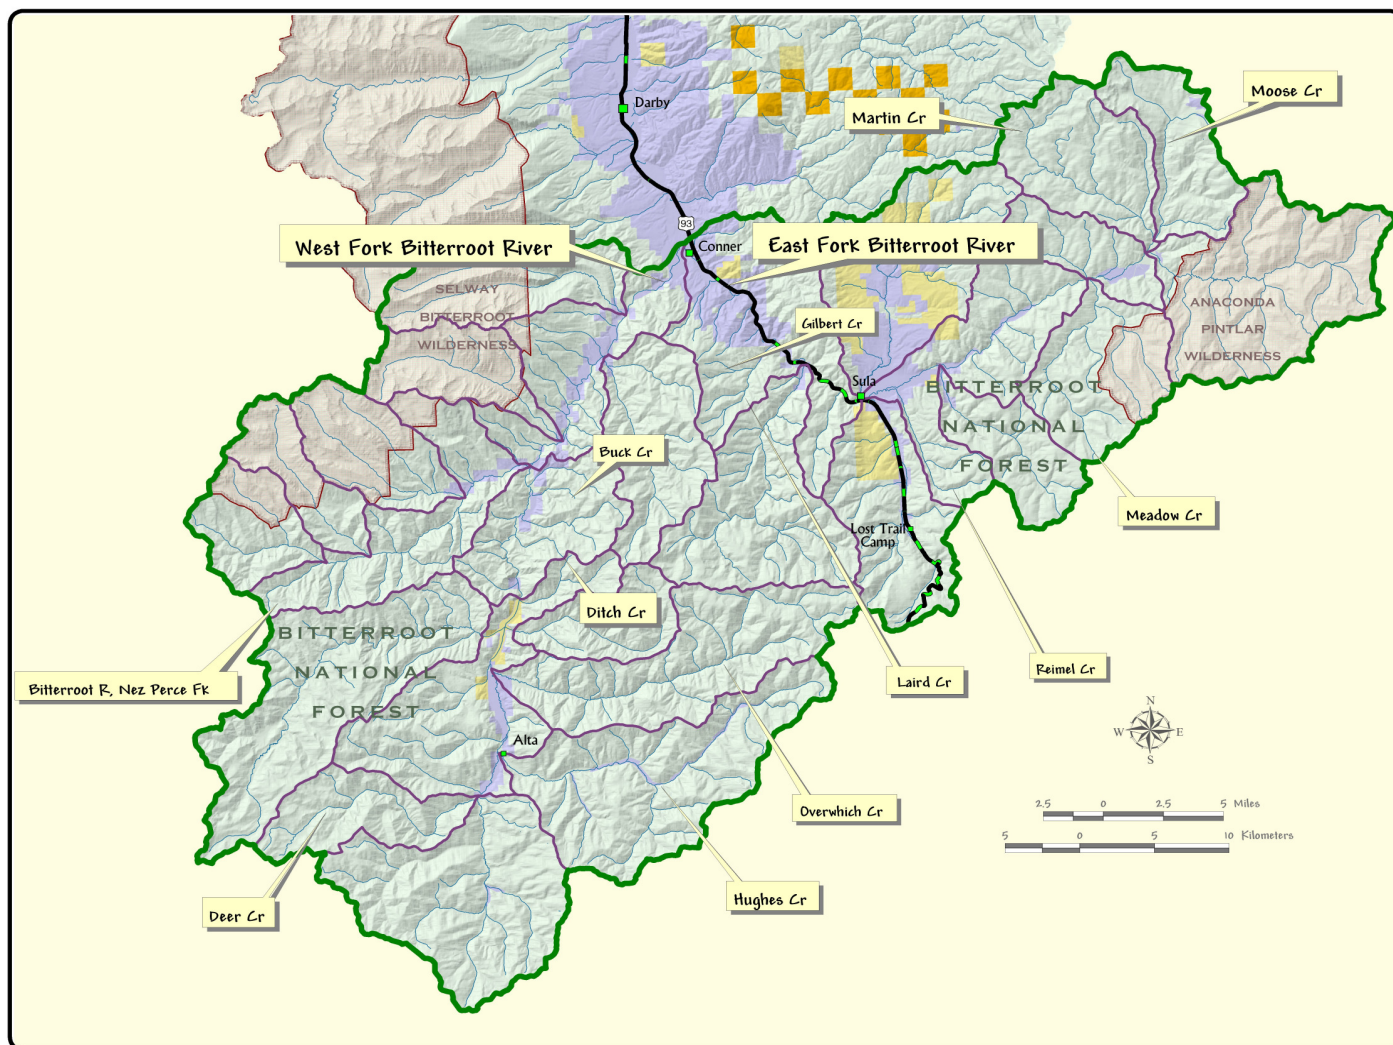 Moose Cr
Darby
Martin Cr
93
West Fork Bitterroot River
Conner
East Fork Bitterroot River
SELWAY
BITTERROOT
WILDERNESS
ANACONDA
PINTLAR
WILDERNESS
Gilbert Cr
Sula
BITTERROOT
NATIONAL
FOREST
Buck Cr
Meadow Cr
Lost Trail
Camp
Ditch Cr
BITTERROOT
NATIONAL
FOREST
Reimel Cr
Laird Cr
Bitterroot R, Nez Perce Fk
N
W E
S
Alta
2.5 0 2.5 5 Miles
5 0 5 10 Kilometers
Overwhich Cr
Hughes Cr
Deer Cr